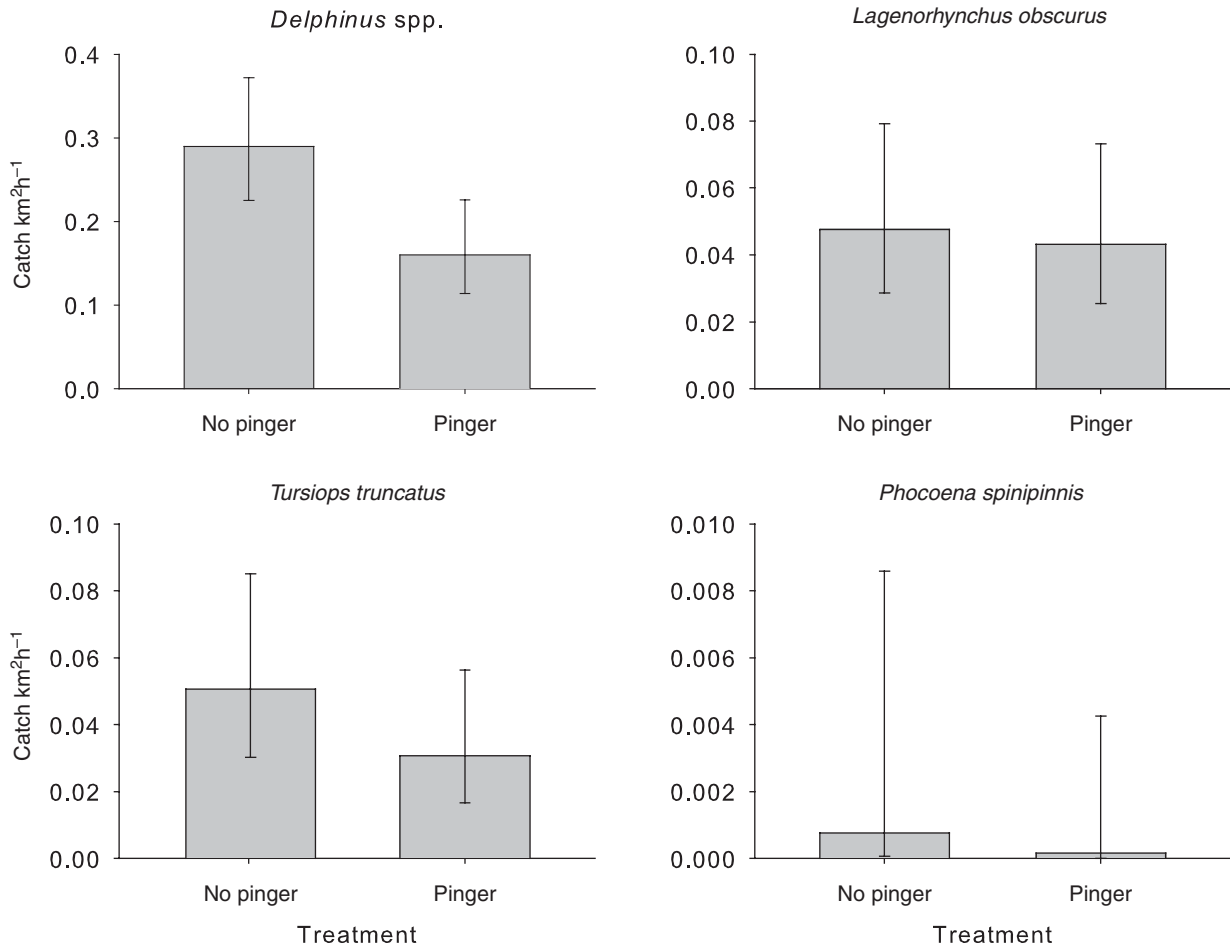 Delphinus spp.
Catch km²h⁻¹
0.4
0.3
0.2
0.1
0.0
No pinger
Pinger
Lagenorhynchus obscurus
0.10
0.08
0.06
0.04
0.02
0.00
No pinger
Pinger
Tursiops truncatus
Catch km²h⁻¹
0.10
0.08
0.06
0.04
0.02
0.00
No pinger
Pinger
Treatment
Phocoena spinipinnis
0.010
0.008
0.006
0.004
0.002
0.000
No pinger
Pinger
Treatment